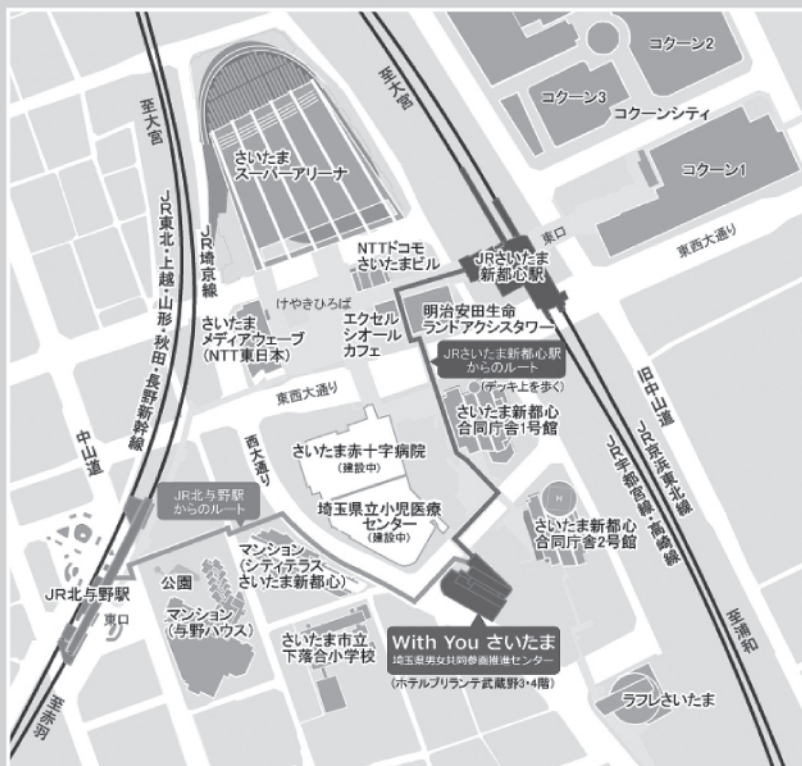 コクーン2
コクーン3
コクーンシティ
コクーン1
至大宮
至大宮
さいたま
スーパーアリーナ
JR東北・上越・山形・秋田・長野新幹線
JR埼京線
NTTドコモ
さいたまビル
JRさいたま
新都心駅
東口
東西大通り
けやきひろば
さいたま
メディアウェーブ
(NTT東日本)
エクセル
シオール
カフェ
明治安田生命
ランドアクシスタワー
JRさいたま新都心駅
からのルート
(デッキ上を歩く)
東西大通り
さいたま新都心
合同庁舎1号館
旧中山道
JR京浜東北線
JR宇都宮線・高崎線
中山道
西大通り
さいたま赤十字病院
(建設中)
JR北与野駅
からのルート
埼玉県立小児医療
センター
(建設中)
H
さいたま新都心
合同庁舎2号館
マンション
(シティテラス
さいたま新都心)
公園
JR北与野駅
東口
マンション
(与野ハウス)
さいたま市立
下落合小学校
With You さいたま
埼玉県男女共同参画推進センター
(ホテルブリランテ武蔵野3・4階)
至浦和
ラフレさいたま
至赤羽